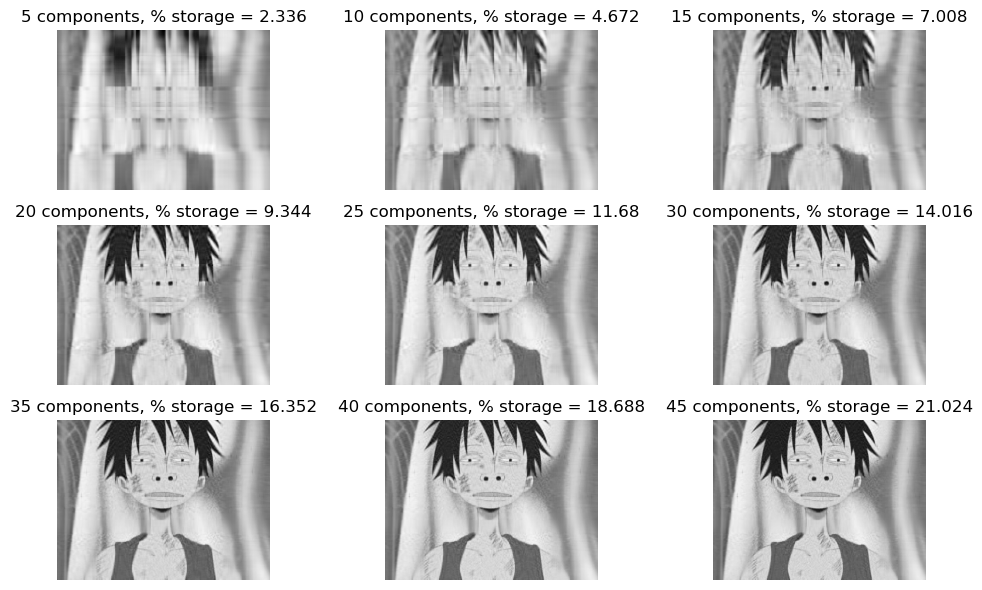 5 components, % storage = 2.336
10 components, % storage = 4.672
15 components, % storage = 7.008
20 components, % storage = 9.344
25 components, % storage = 11.68
30 components, % storage = 14.016
35 components, % storage = 16.352
40 components, % storage = 18.688
45 components, % storage = 21.024